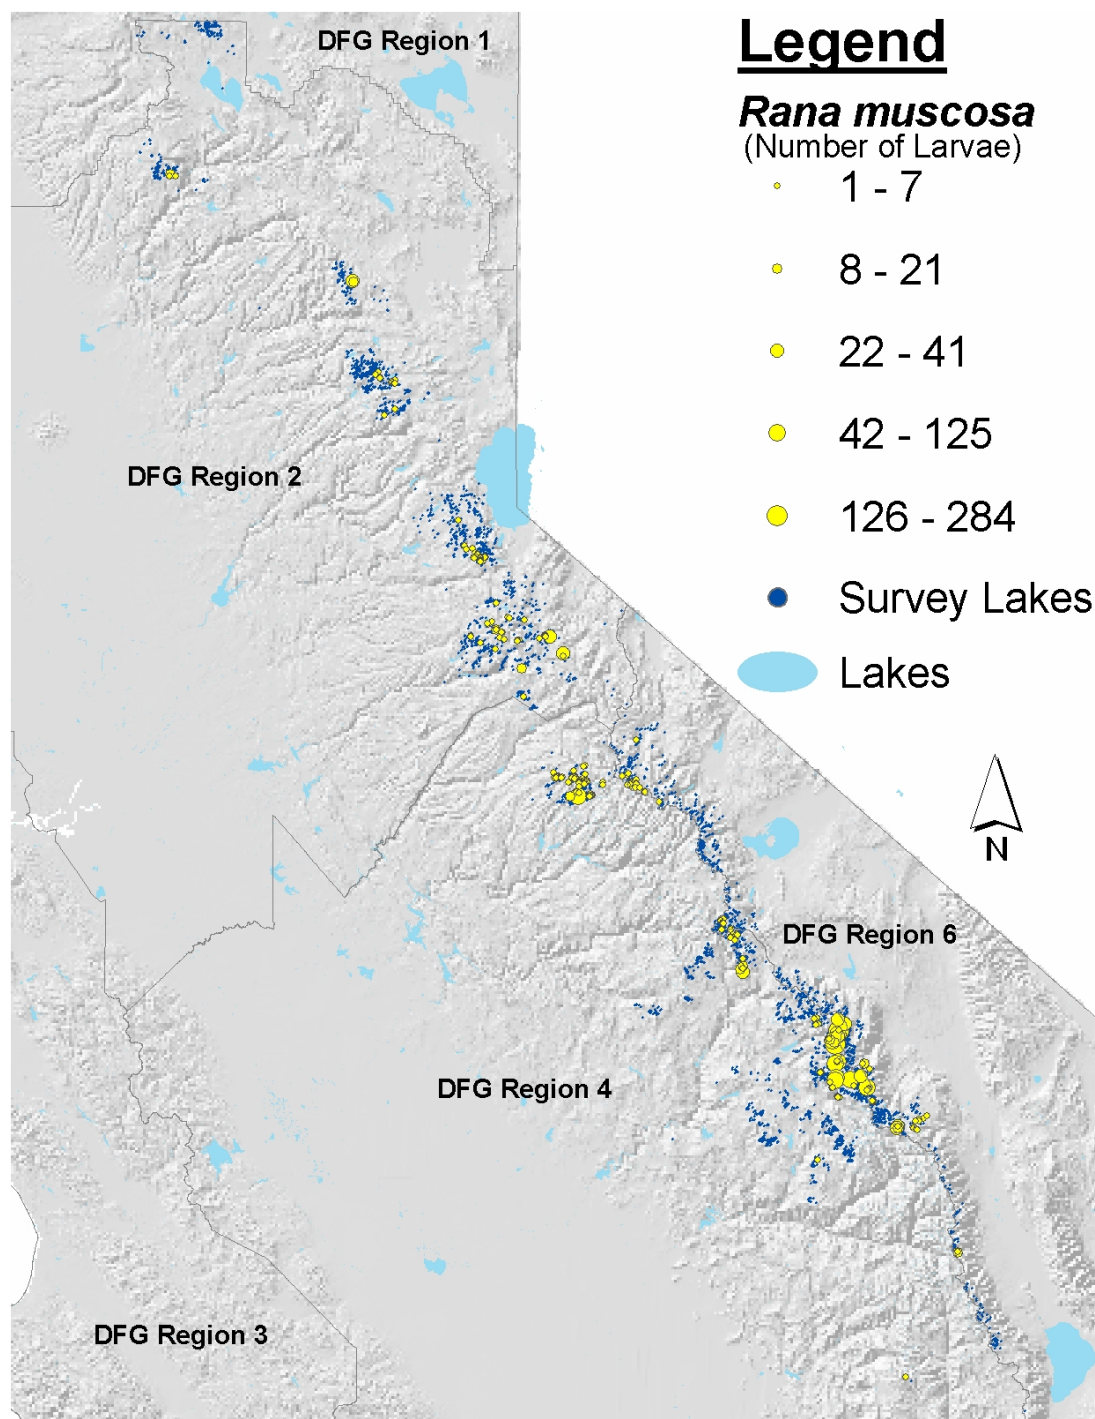 DFG Region 1
Legend
Rana muscosa
(Number of Larvae)
1 - 7
8 - 21
22 - 41
42 - 125
126 - 284
Survey Lakes
Lakes
N
DFG Region 2
DFG Region 6
DFG Region 4
DFG Region 3